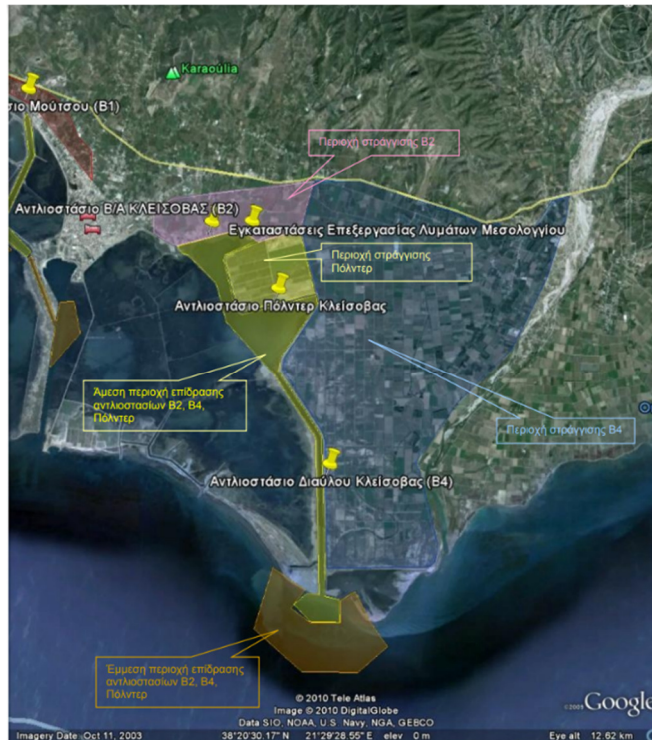 Karaoulia
σιο Μούτσου (Β1)
Περιοχή στράγγισης Β2
Αντλιοστάσιο Β/Α ΚΛΕΙΣΟΒΑΣ (Β2)
Εγκαταστάσεις Επεξεργασίας Λυμάτων Μεσολογγίου
Περιοχή στράγγισης
Πόλντερ
Αντλιοστάσιο Πόλντερ Κλείσοβας
Άμεση περιοχή επίδρασης
αντλιοστασίων Β2, Β4,
Πόλντερ
Περιοχή στράγγισης Β4
Αντλιοστάσιο Διαύλου Κλείσοβας (Β4)
Έμμεση περιοχή επίδρασης
αντλιοστασίων Β2, Β4,
Πόλντερ
© 2010 Tele Atlas
Image © 2010 DigitalGlobe
Data SIO, NOAA, U.S. Navy, NGA, GEBCO
©2009 Google
Imagery Date: Oct 11, 2003 38°20'30.17" N 21°29'28.55" E elev 0 m Eye alt 12.62 km